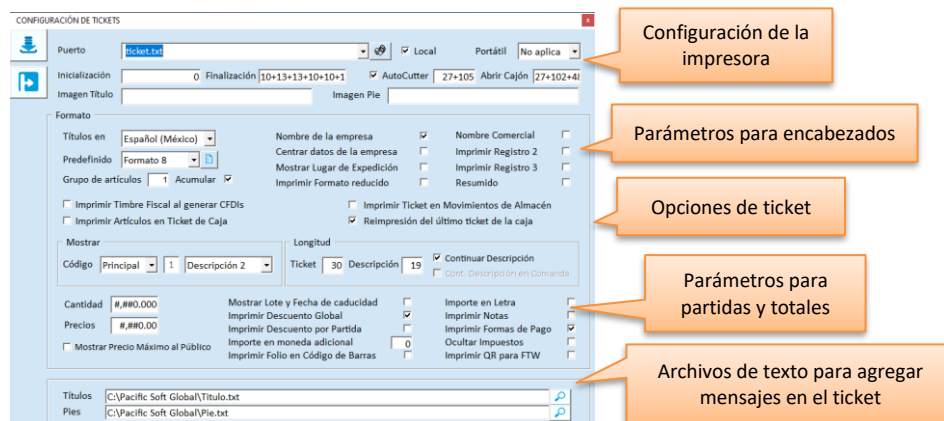 CONFIGURACIÓN DE TICKETS
Puerto ticket.txt Local Portátil No aplica
Inicialización 0 Finalización 10+13+13+10+10+1 AutoCutter 27+105 Abrir Cajón 27+102+48
Imagen Título Imagen Pie
Formato
Títulos en Español (México) Nombre de la empresa Nombre Comercial
Centrar datos de la empresa Imprimir Registro 2
Predefinido Formato 8 Mostrar Lugar de Expedición Imprimir Registro 3
Grupo de artículos 1 Acumular Imprimir Formato reducido Resumido
Imprimir Timbre Fiscal al generar CFDIs Imprimir Ticket en Movimientos de Almacén
Imprimir Artículos en Ticket de Caja Reimpresión del último ticket de la caja
Mostrar Longitud
Código Principal 1 Descripción 2 Ticket 30 Descripción 19 Continuar Descripción
Cont. Descripción en Comanda
Cantidad #,##0.000 Mostrar Lote y Fecha de caducidad Importe en Letra
Imprimir Descuento Global Imprimir Notas
Precios #,##0.00 Imprimir Descuento por Partida Imprimir Formas de Pago
Mostrar Precio Máximo al Público Importe en moneda adicional 0 Ocultar Impuestos
Imprimir Folio en Código de Barras Imprimir QR para FTW
Títulos C:\Pacific Soft Global\Titulo.txt
Pies C:\Pacific Soft Global\Pie.txt
Configuración de la
impresora
Parámetros para encabezados
Opciones de ticket
Parámetros para
partidas y totales
Archivos de texto para agregar
mensajes en el ticket